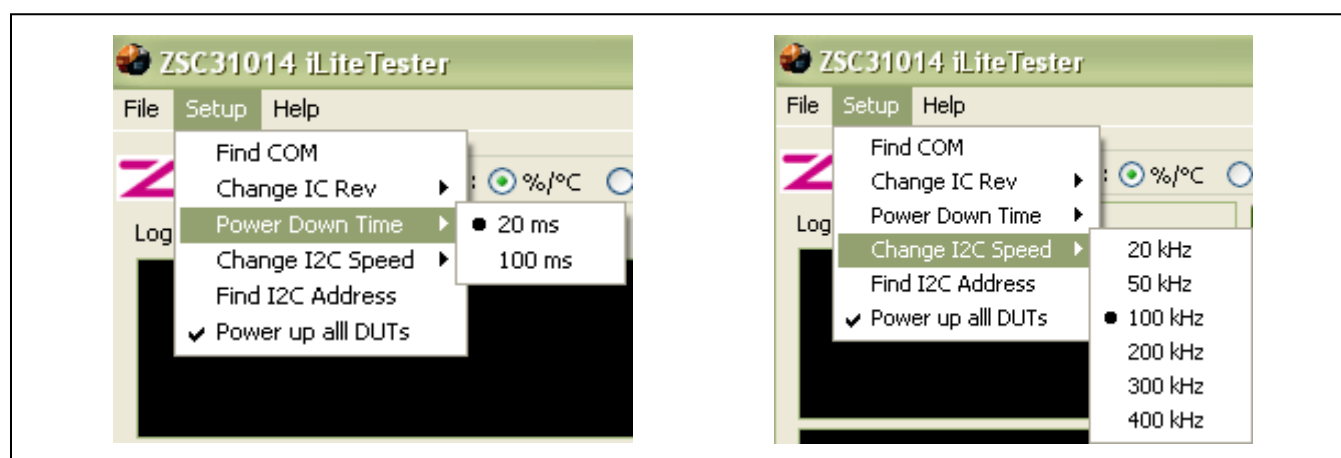 ZSC31014 iLiteTester
File Setup Help
Find COM
Change IC Rev
: %/°C
Power Down Time
20 ms
Log
Change I2C Speed
100 ms
Find I2C Address
Power up alll DUTs
ZSC31014 iLiteTester
File Setup Help
Find COM
Change IC Rev
: %/°C
Power Down Time
Log
Change I2C Speed
20 kHz
Find I2C Address
50 kHz
Power up alll DUTs
100 kHz
200 kHz
300 kHz
400 kHz